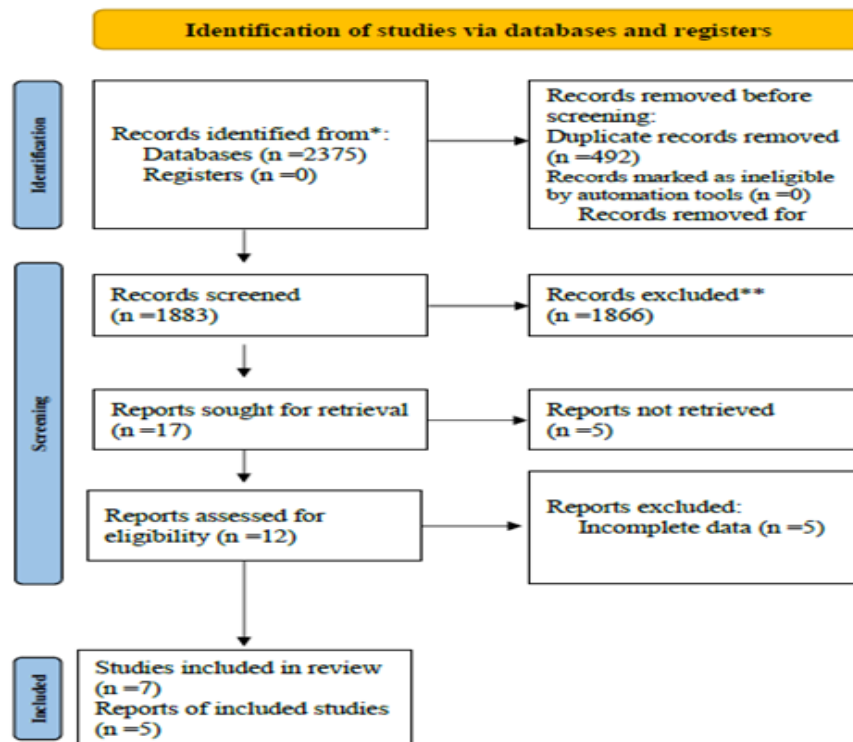 Identification of studies via databases and registers
Identification
Records identified from*:
Databases (n =2375)
Registers (n =0)
Records removed before
screening:
Duplicate records removed
(n =492)
Records marked as ineligible
by automation tools (n =0)
Records removed for
Screening
Records screened
(n =1883)
Records excluded**
(n =1866)
Reports sought for retrieval
(n =17)
Reports not retrieved
(n =5)
Reports assessed for
eligibility (n =12)
Reports excluded:
Incomplete data (n =5)
Included
Studies included in review
(n =7)
Reports of included studies
(n =5)